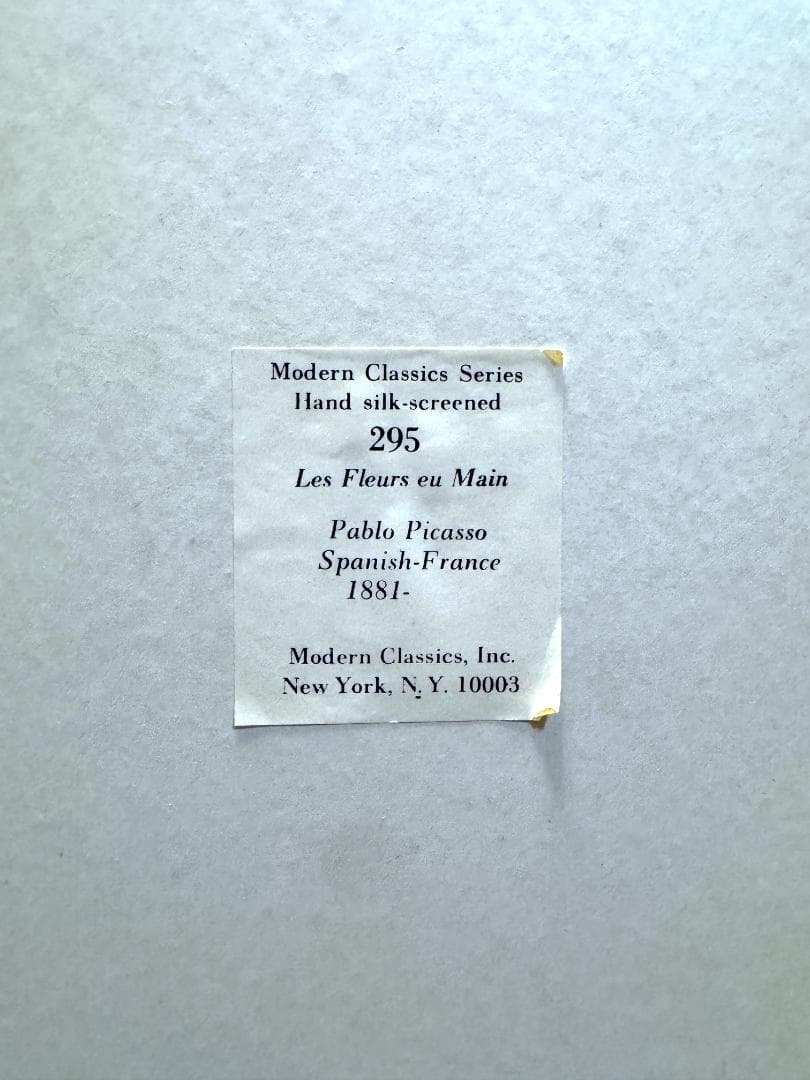 Modern Classics Series
Hand silk-screened
295
Les Fleurs eu Main
Pablo Picasso
Spanish-France
1881-
Modern Classics, Inc.
New York, N. Y. 10003